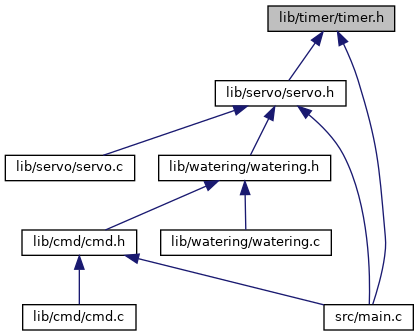 lib/timer/timer.h
lib/servo/servo.h
lib/servo/servo.c
lib/watering/watering.h
lib/cmd/cmd.h
lib/watering/watering.c
lib/cmd/cmd.c
src/main.c